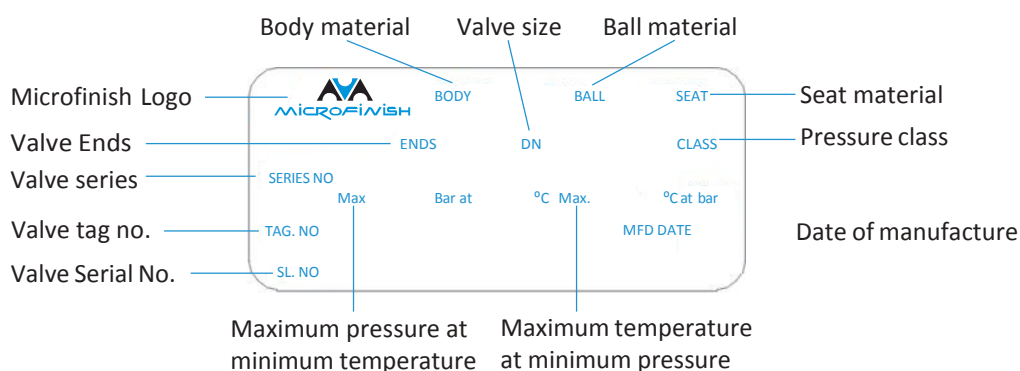 Body material Valve size Ball material
Microfinish Logo MICROFINISH BODY BALL SEAT Seat material
Valve Ends ENDS DN CLASS Pressure class
Valve series SERIES NO
Max Bar at ºC Max. ºC at bar
Valve tag no. TAG. NO MFD DATE Date of manufacture
Valve Serial No. SL. NO
Maximum pressure at minimum temperature
Maximum temperature at minimum pressure